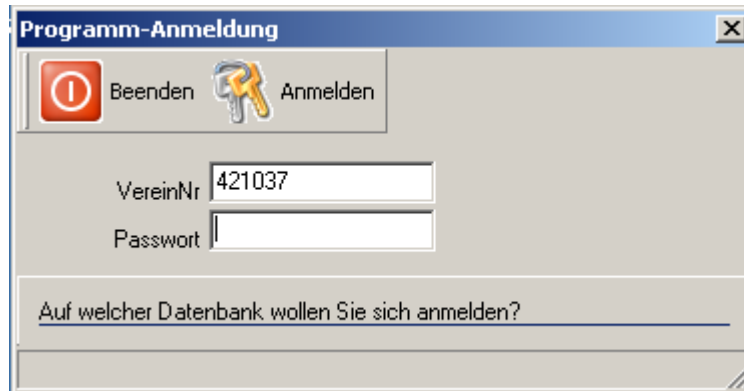 Programm-Anmeldung
Beenden Anmelden
VereinNr 421037
Passwort
Auf welcher Datenbank wollen Sie sich anmelden?